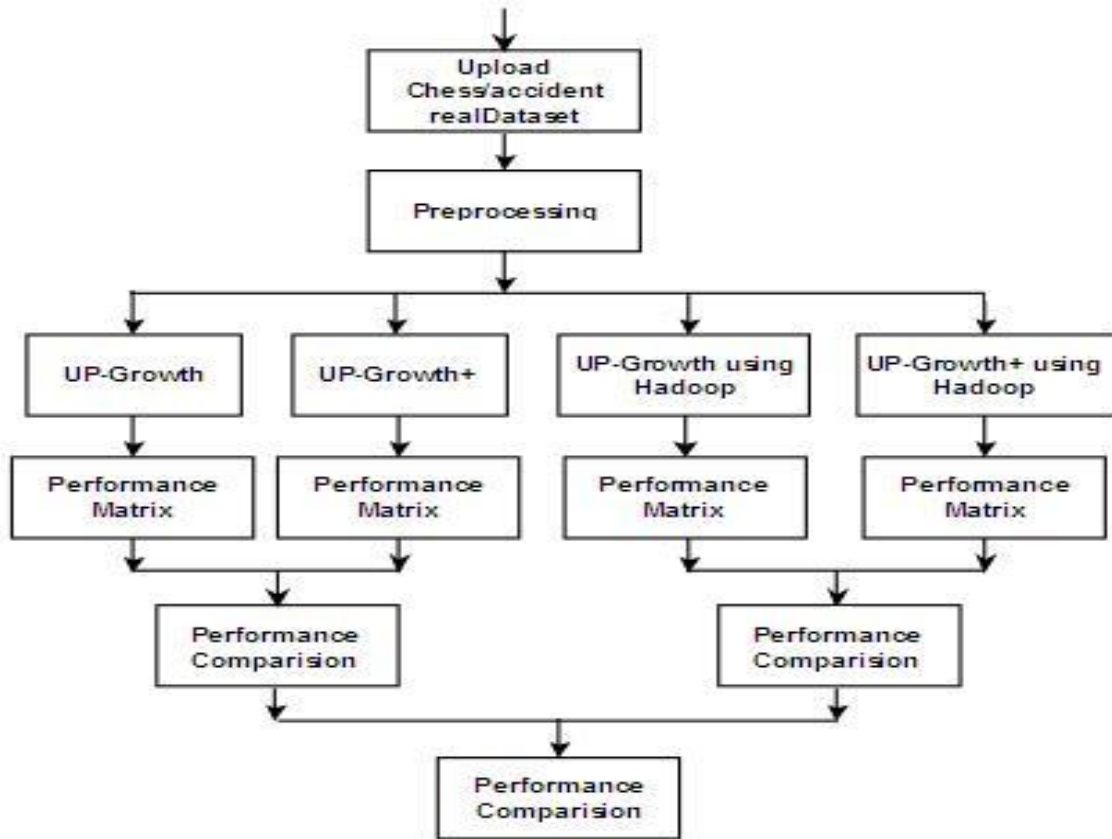 Upload
Chess/accident
realDataset
Preprocessing
UP-Growth
UP-Growth+
UP-Growth using
Hadoop
UP-Growth+ using
Hadoop
Performance
Matrix
Performance
Matrix
Performance
Matrix
Performance
Matrix
Performance
Comparision
Performance
Comparision
Performance
Comparision